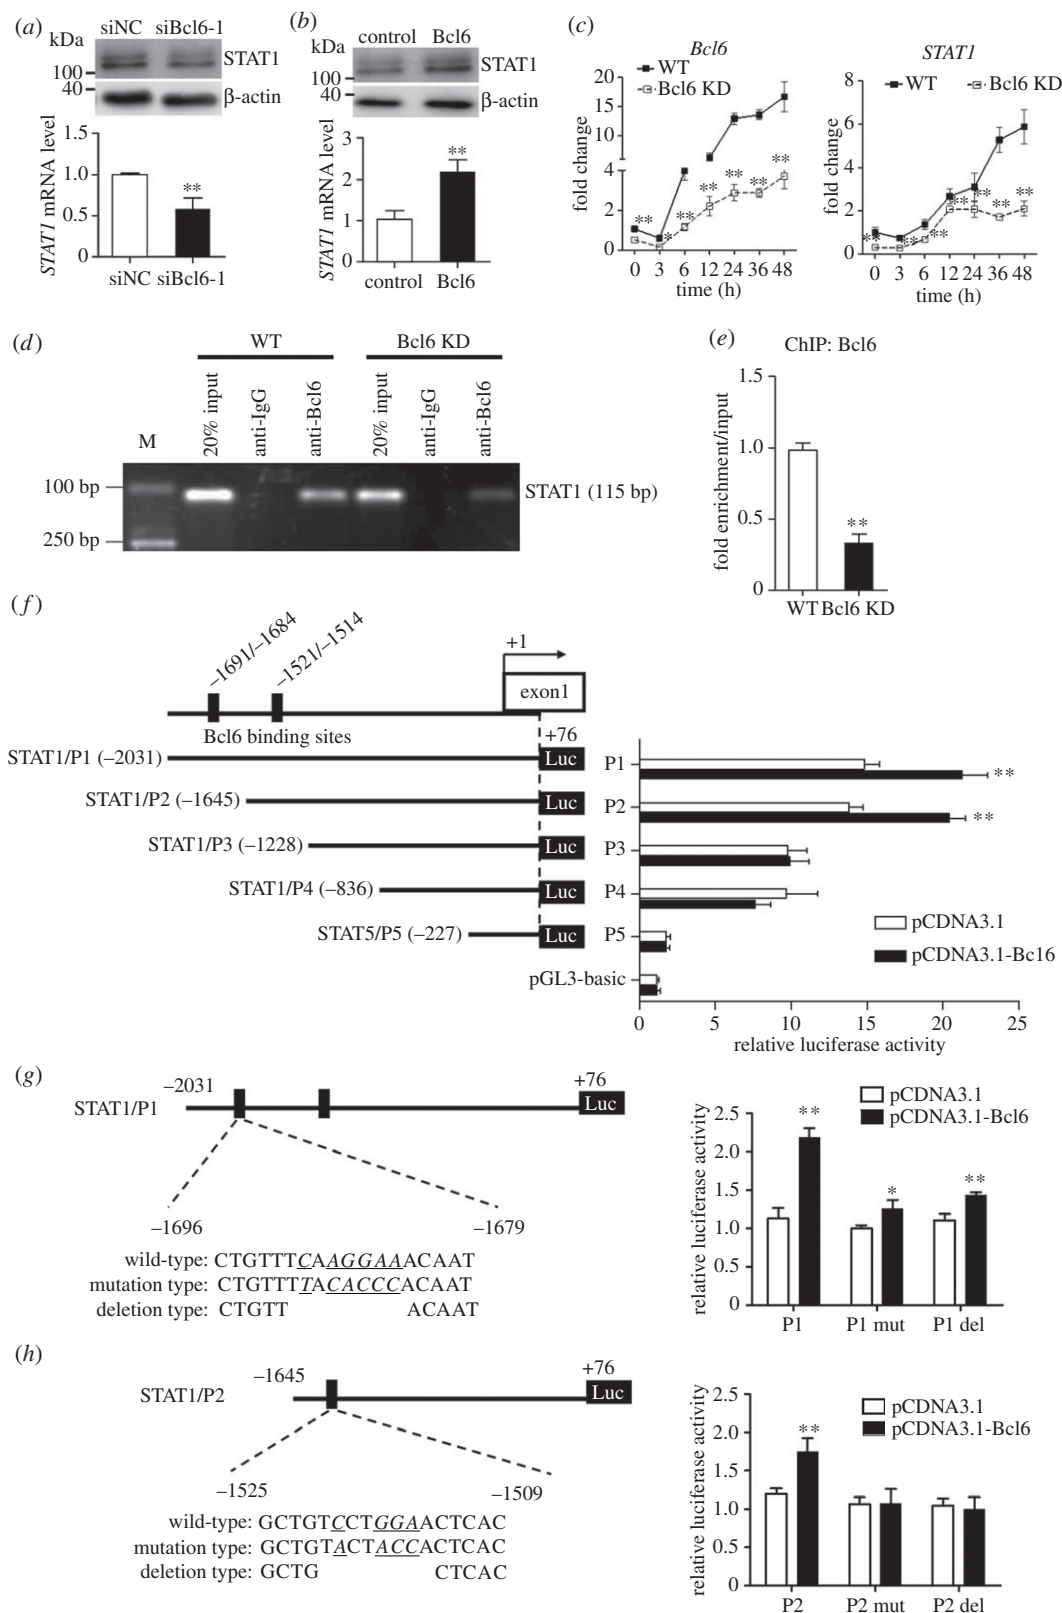 (a)
siNC siBcl6-1
kDa
STAT1
100
40
β-actin
STAT1 mRNA level
1.5
1.0
0.5
0
**
siNC siBcl6-1
(b)
control Bcl6
kDa
STAT1
100
40
β-actin
STAT1 mRNA level
3
2
1
0
**
control Bcl6
(c)
Bcl6
WT
Bcl6 KD
fold change
20
15
10
4
2
0
** * ** ** ** ** **
0 3 6 12 24 36 48
time (h)
STAT1
WT
Bcl6 KD
fold change
8
6
4
2
0
** ** ** ** ** ** **
0 3 6 12 24 36 48
time (h)
(d)
WT Bcl6 KD
M
20% input
anti-IgG
anti-Bcl6
20% input
anti-IgG
anti-Bcl6
100 bp
250 bp
STAT1 (115 bp)
(e)
ChIP: Bcl6
fold enrichment/input
1.5
1.0
0.5
0
**
WT Bcl6 KD
(f)
–1691/–1684
–1521/–1514
+1
exon1
Bcl6 binding sites
+76
STAT1/P1 (–2031) Luc
STAT1/P2 (–1645) Luc
STAT1/P3 (–1228) Luc
STAT1/P4 (–836) Luc
STAT5/P5 (–227) Luc
P1 **
P2 **
P3
P4
P5
pGL3-basic
pCDNA3.1
pCDNA3.1-Bc16
0 5 10 15 20 25
relative luciferase activity
(g)
–2031
+76
STAT1/P1 Luc
–1696 –1679
wild-type: CTGTTTCAAGGAAACAAT
mutation type: CTGTTTTACACCCACAAT
deletion type: CTGTT ACAAT
relative luciferase activity
2.5
2.0
1.5
1.0
0.5
0
pCDNA3.1
pCDNA3.1-Bcl6
** * **
P1 P1 mut P1 del
(h)
–1645
+76
STAT1/P2 Luc
–1525 –1509
wild-type: GCTGTCCTGGAACTCAC
mutation type: GCTGTACTACCACTCAC
deletion type: GCTG CTCAC
relative luciferase activity
2.5
2.0
1.5
1.0
0.5
0
pCDNA3.1
pCDNA3.1-Bcl6
**
P2 P2 mut P2 del